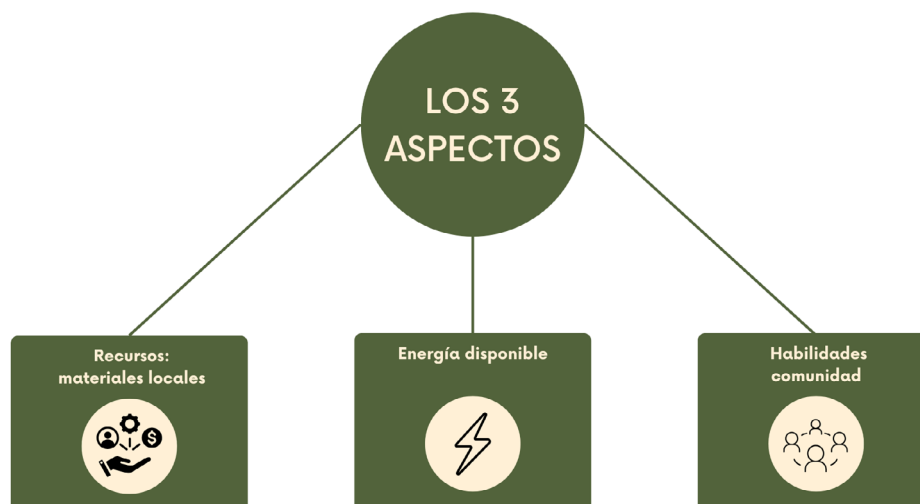 LOS 3
ASPECTOS
Recursos:
materiales locales
Energía disponible
Habilidades
comunidad
$